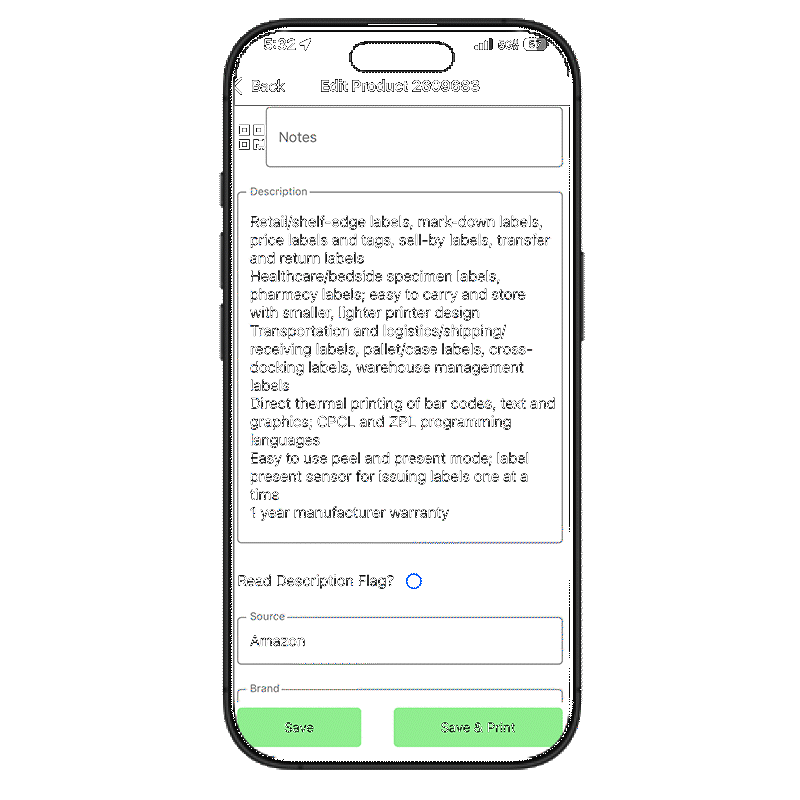 5:32
Back
Edit Product 2609683
Notes
Description
Retail/shelf-edge labels, mark-down labels,
price labels and tags, sell-by labels, transfer
and return labels
Healthcare/bedside specimen labels,
pharmacy labels; easy to carry and store
with smaller, lighter printer design
Transportation and logistics/shipping/
receiving labels, pallet/case labels, cross-
docking labels, warehouse management
labels
Direct thermal printing of bar codes, text and
graphics; CPCL and ZPL programming
languages
Easy to use peel and present mode; label
present sensor for issuing labels one at a
time
1 year manufacturer warranty
Read Description Flag?
Source
Amazon
Brand
Save
Save & Print